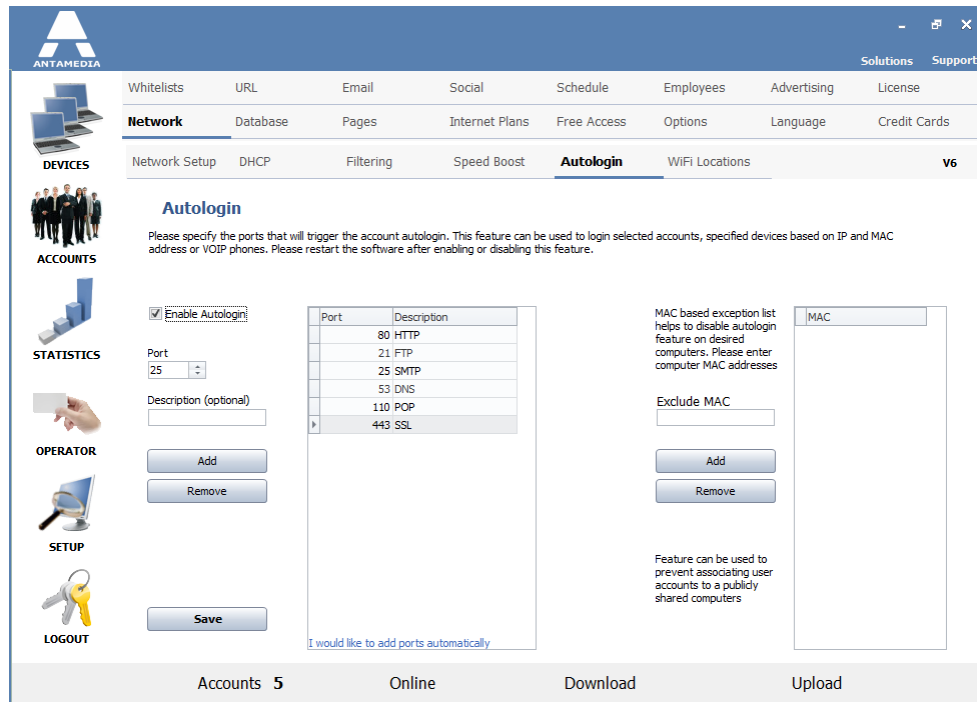 ANTAMEDIA
Solutions Support
Whitelists URL Email Social Schedule Employees Advertising License
Network Database Pages Internet Plans Free Access Options Language Credit Cards
Network Setup DHCP Filtering Speed Boost Autologin WiFi Locations V6
DEVICES
ACCOUNTS
STATISTICS
OPERATOR
SETUP
LOGOUT
Autologin
Please specify the ports that will trigger the account autologin. This feature can be used to login selected accounts, specified devices based on IP and MAC
address or VOIP phones. Please restart the software after enabling or disabling this feature.
Enable Autologin
Port
25
Description (optional)
Add
Remove
Save
Port Description
80 HTTP
21 FTP
25 SMTP
53 DNS
110 POP
443 SSL
I would like to add ports automatically
MAC based exception list
helps to disable autologin
feature on desired
computers. Please enter
computer MAC addresses
Exclude MAC
Add
Remove
Feature can be used to
prevent associating user
accounts to a publicly
shared computers
MAC
Accounts 5 Online Download Upload